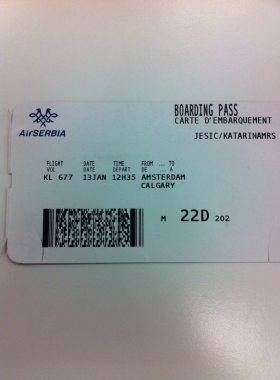 BOARDING PASS
CARTE D'EMBARQUEMENT
AirSERBIA
JESIC/KATARINAMRS
FLIGHT DATE TIME FROM ... TO
VOL DATE DEPART DE ... A
KL 677 13JAN 12H35 AMSTERDAM
CALGARY
M 22D 202